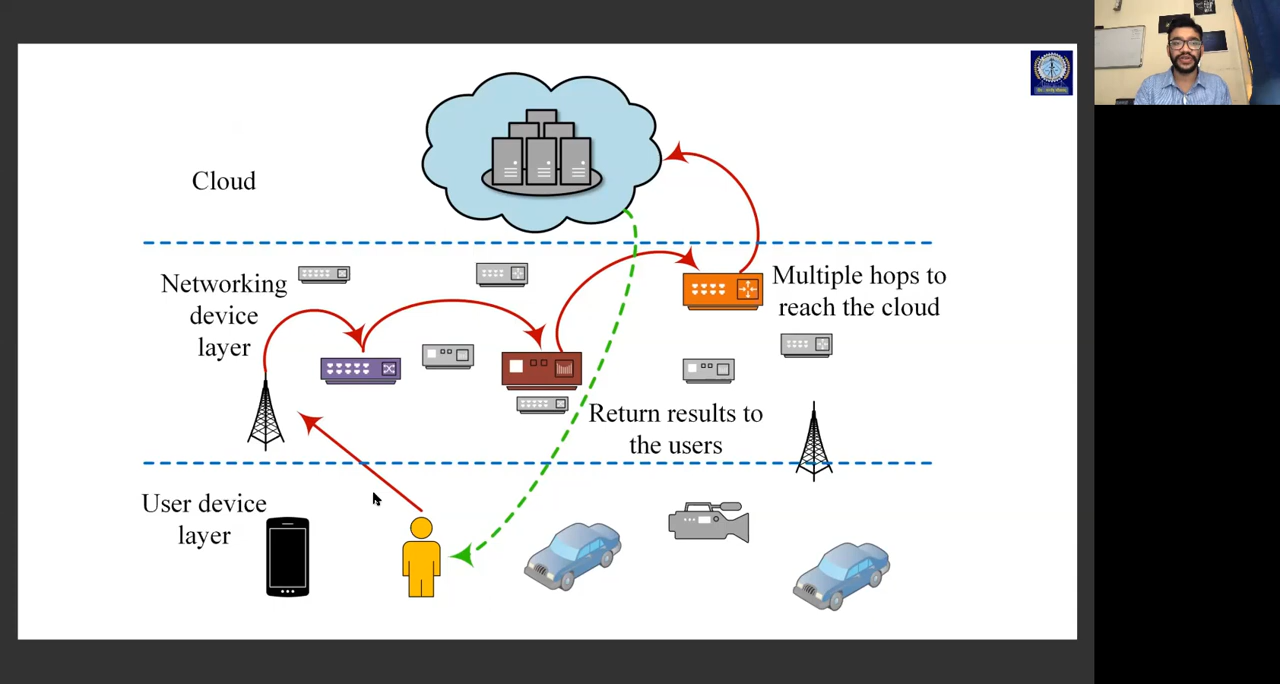 Cloud
Networking
device
layer
Multiple hops to
reach the cloud
Return results to
the users
User device
layer